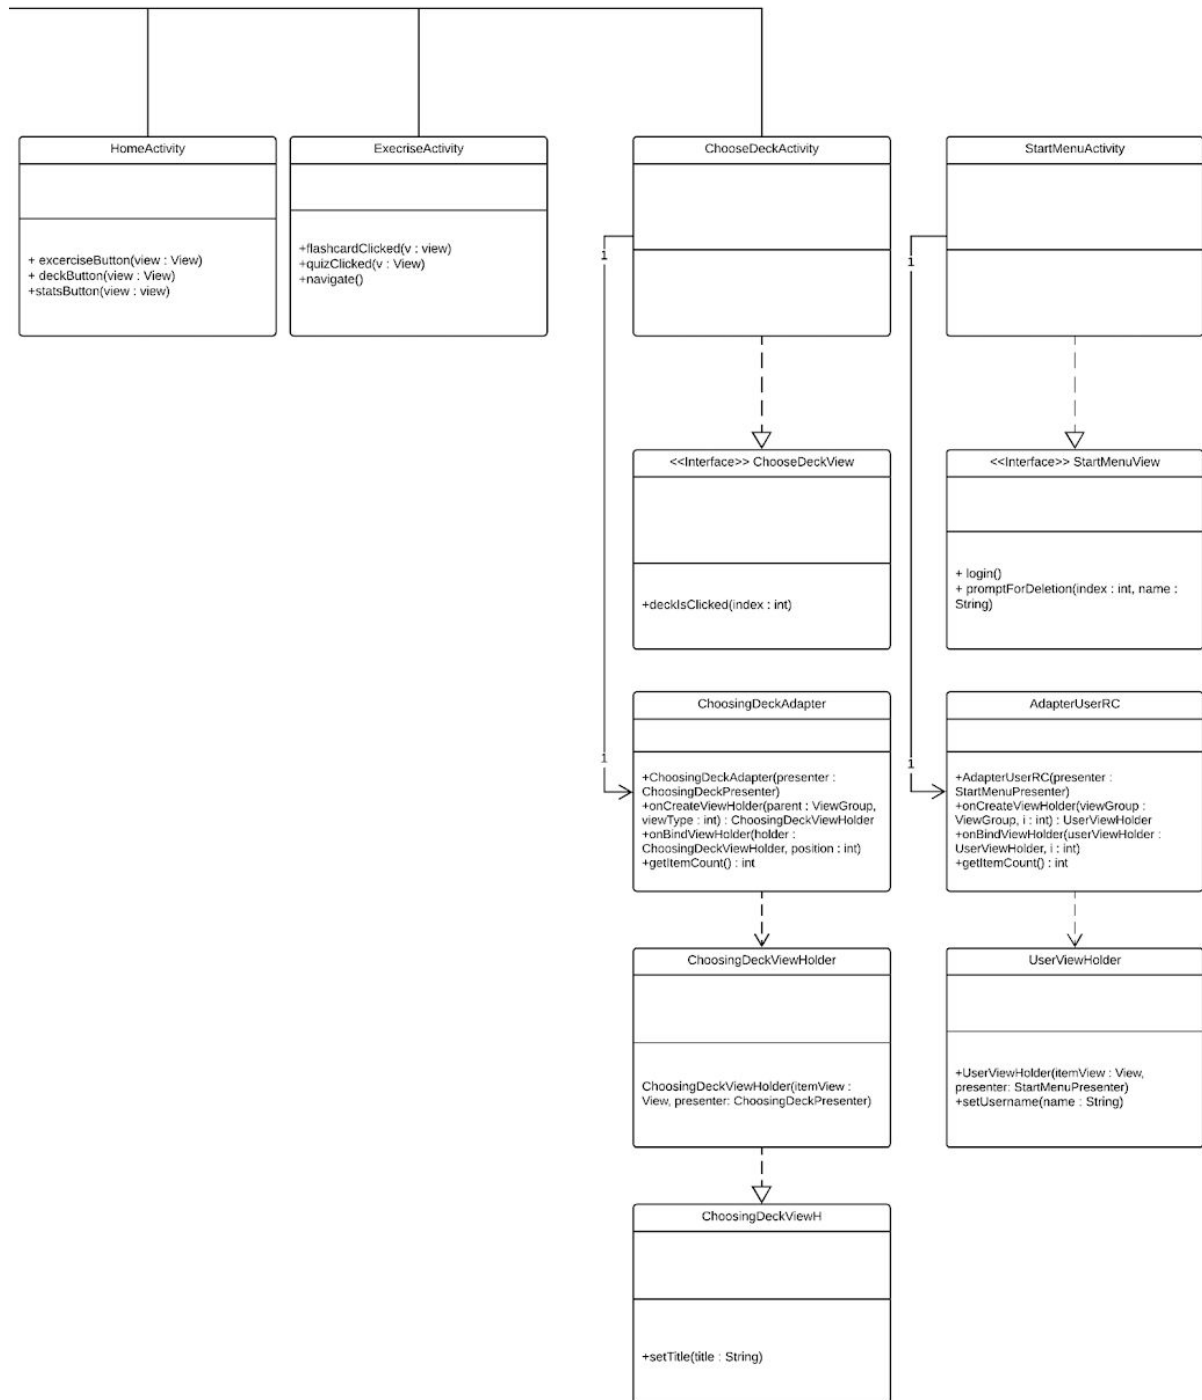 HomeActivity
+ excerciseButton(view : View)
+ deckButton(view : View)
+statsButton(view : view)
ExecriseActivity
+flashcardClicked(v : view)
+quizClicked(v : View)
+navigate()
ChooseDeckActivity
StartMenuActivity
1
1
<<Interface>> ChooseDeckView
+deckIsClicked(index : int)
<<Interface>> StartMenuView
+ login()
+ promptForDeletion(index : int, name :
String)
1
1
ChoosingDeckAdapter
+ChoosingDeckAdapter(presenter :
ChoosingDeckPresenter)
+onCreateViewHolder(parent : ViewGroup,
viewType : int) : ChoosingDeckViewHolder
+onBindViewHolder(holder :
ChoosingDeckViewHolder, position : int)
+getItemCount() : int
AdapterUserRC
+AdapterUserRC(presenter :
StartMenuPresenter)
+onCreateViewHolder(viewGroup :
ViewGroup, i : int) : UserViewHolder
+onBindViewHolder(userViewHolder :
UserViewHolder, i : int)
+getItemCount() : int
ChoosingDeckViewHolder
ChoosingDeckViewHolder(itemView :
View, presenter: ChoosingDeckPresenter)
UserViewHolder
+UserViewHolder(itemView : View,
presenter: StartMenuPresenter)
+setUsername(name : String)
ChoosingDeckViewH
+setTitle(title : String)